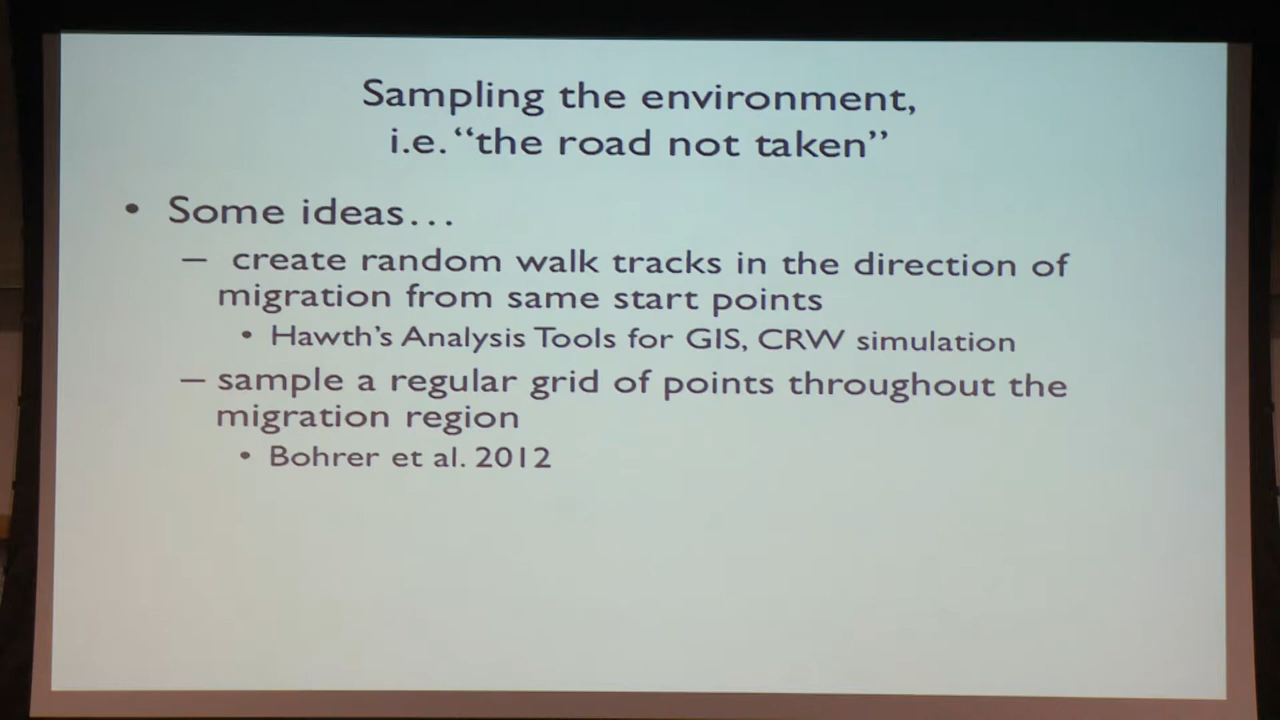 Sampling the environment,
i.e. “the road not taken”
• Some ideas…
– create random walk tracks in the direction of
migration from same start points
• Hawth’s Analysis Tools for GIS, CRW simulation
– sample a regular grid of points throughout the
migration region
• Bohrer et al. 2012